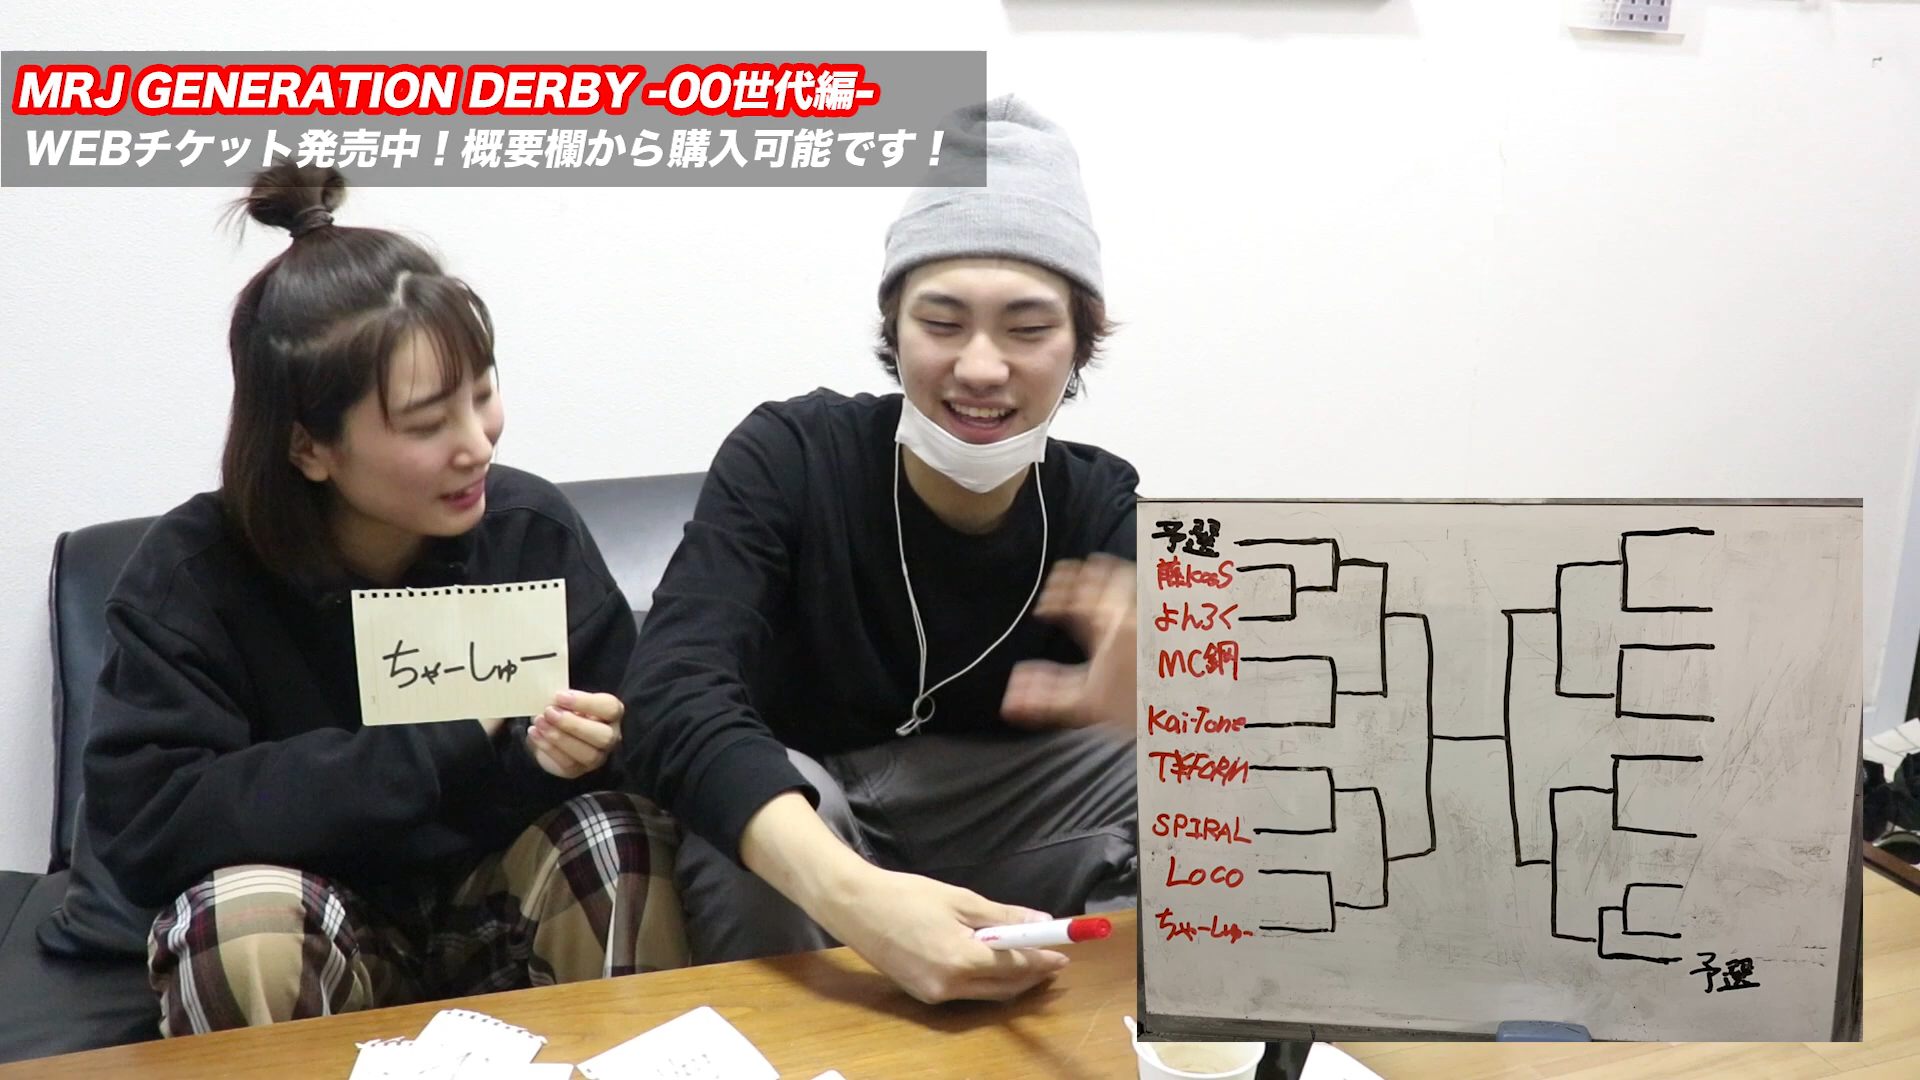 MRJ GENERATION DERBY -00世代編-
WEBチケット発売中！概要欄から購入可能です！
ちゃーしゅー
予選
よんろく
MC鋼
Kai-Tone
SPIRAL
LOCO
ちゃーしゅー
予選